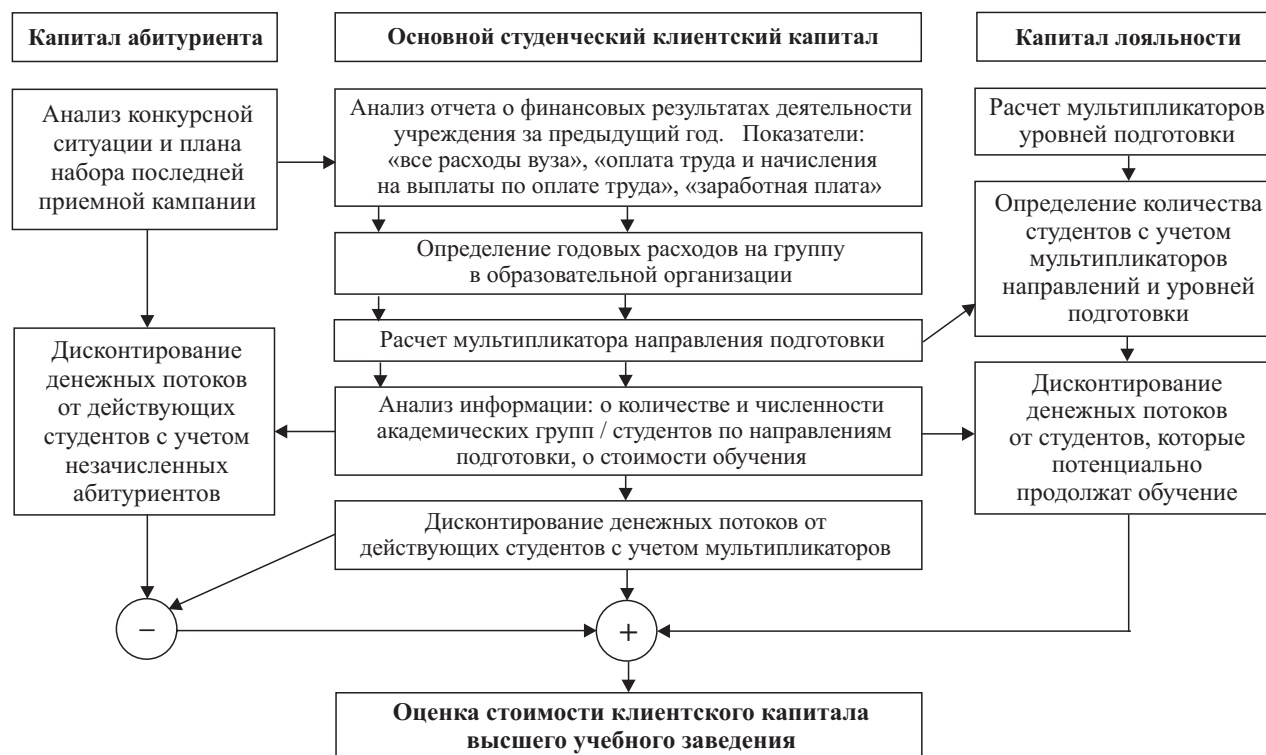 Капитал абитуриента
Основной студенческий клиентский капитал
Капитал лояльности
Анализ конкурсной
ситуации и плана
набора последней
приемной кампании
Дисконтирование
денежных потоков
от действующих
студентов с учетом
незачисленных
абитуриентов
Анализ отчета о финансовых результатах деятельности
учреждения за предыдущий год. Показатели:
«все расходы вуза», «оплата труда и начисления
на выплаты по оплате труда», «заработная плата»
Определение годовых расходов на группу
в образовательной организации
Расчет мультипликатора направления подготовки
Анализ информации: о количестве и численности
академических групп / студентов по направлениям
подготовки, о стоимости обучения
Дисконтирование денежных потоков от
действующих студентов с учетом мультипликаторов
Расчет мультипликаторов
уровней подготовки
Определение количества
студентов с учетом
мультипликаторов
направлений и уровней
подготовки
Дисконтирование
денежных потоков
от студентов, которые
потенциально
продолжат обучение
–
+
Оценка стоимости клиентского капитала
высшего учебного заведения